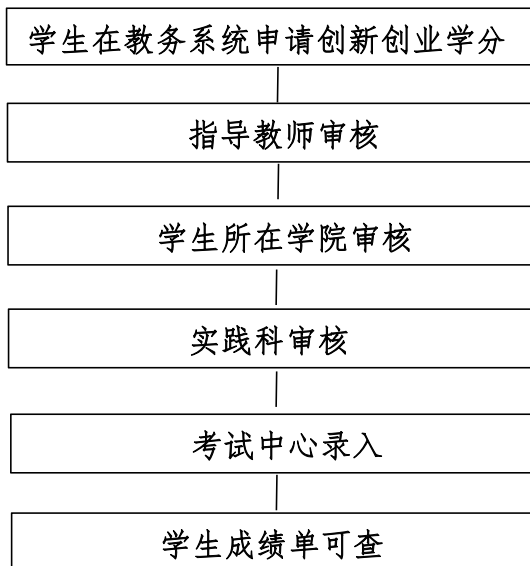 学生在教务系统申请创新创业学分
指导教师审核
学生所在学院审核
实践科审核
考试中心录入
学生成绩单可查